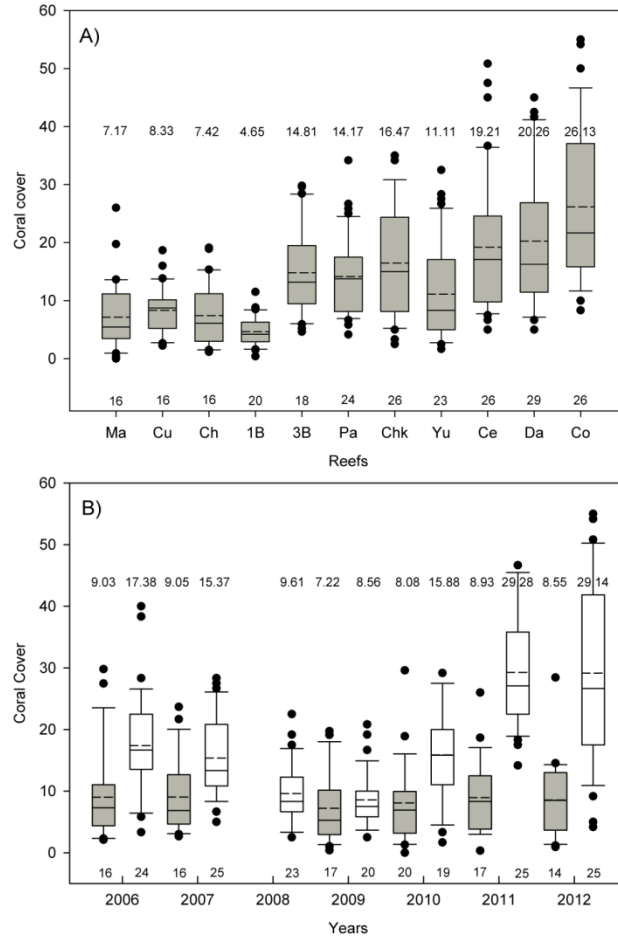 A)
60
50
40
30
20
10
0
Coral cover
7.17 8.33 7.42 4.65 14.81 14.17 16.47 11.11 19.21 20.26 26.13
16 16 16 20 18 24 26 23 26 29 26
Ma Cu Ch 1B 3B Pa Chk Yu Ce Da Co
Reefs
B)
60
50
40
30
20
10
0
Coral Cover
9.03 17.38 9.05 15.37 9.61 7.22 8.56 8.08 15.88 8.93 29.28 8.55 29.14
16 24 16 25 23 17 20 20 19 17 25 14 25
2006 2007 2008 2009 2010 2011 2012
Years